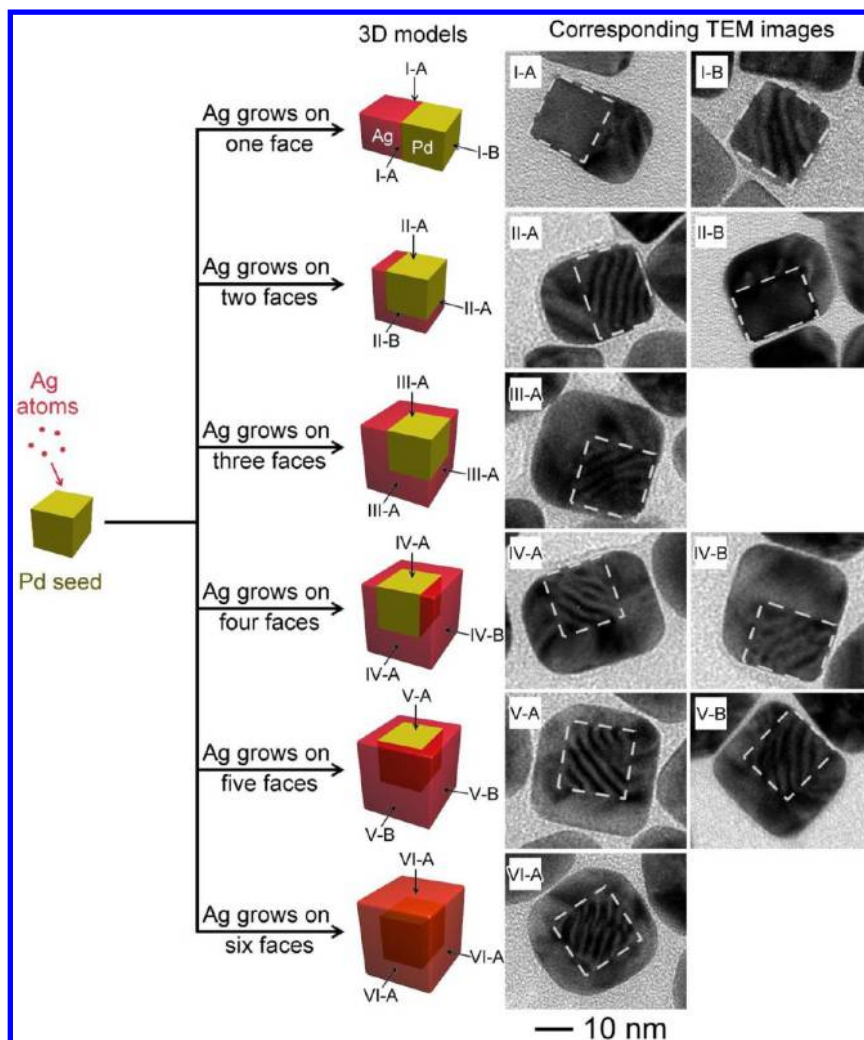 3D models
Corresponding TEM images
I-A
I-A
I-B
Ag grows on
one face
Ag
Pd
I-B
I-A
II-A
II-A
II-B
Ag grows on
two faces
II-A
II-B
III-A
III-A
Ag
atoms
Ag grows on
three faces
III-A
III-A
Pd seed
IV-A
IV-A
IV-B
Ag grows on
four faces
IV-B
IV-A
V-A
V-A
V-B
Ag grows on
five faces
V-B
V-B
VI-A
VI-A
Ag grows on
six faces
VI-A
VI-A
10 nm